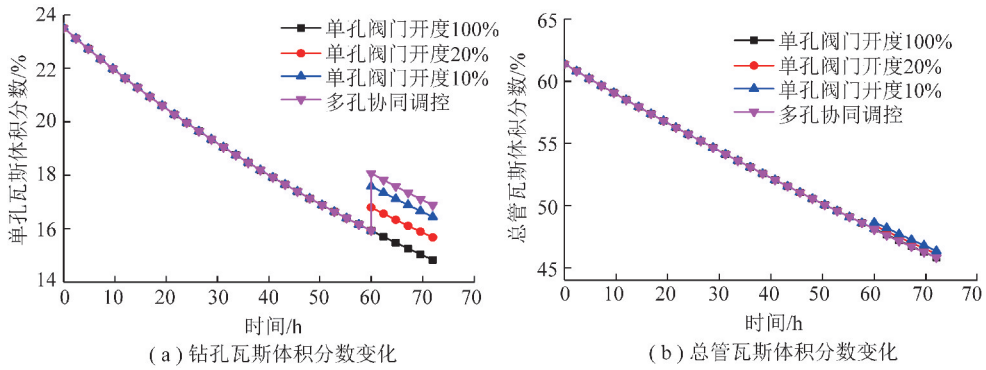 24
22
20
18
16
14
单孔瓦斯体积分数/%
单孔阀门开度100%
单孔阀门开度20%
单孔阀门开度10%
多孔协同调控
0 10 20 30 40 50 60 70 70
时间/h
(a)钻孔瓦斯体积分数变化
65
60
55
50
45
总管瓦斯体积分数/%
单孔阀门开度100%
单孔阀门开度20%
单孔阀门开度10%
多孔协同调控
0 10 20 30 40 50 60 70 70
时间/h
(b)总管瓦斯体积分数变化